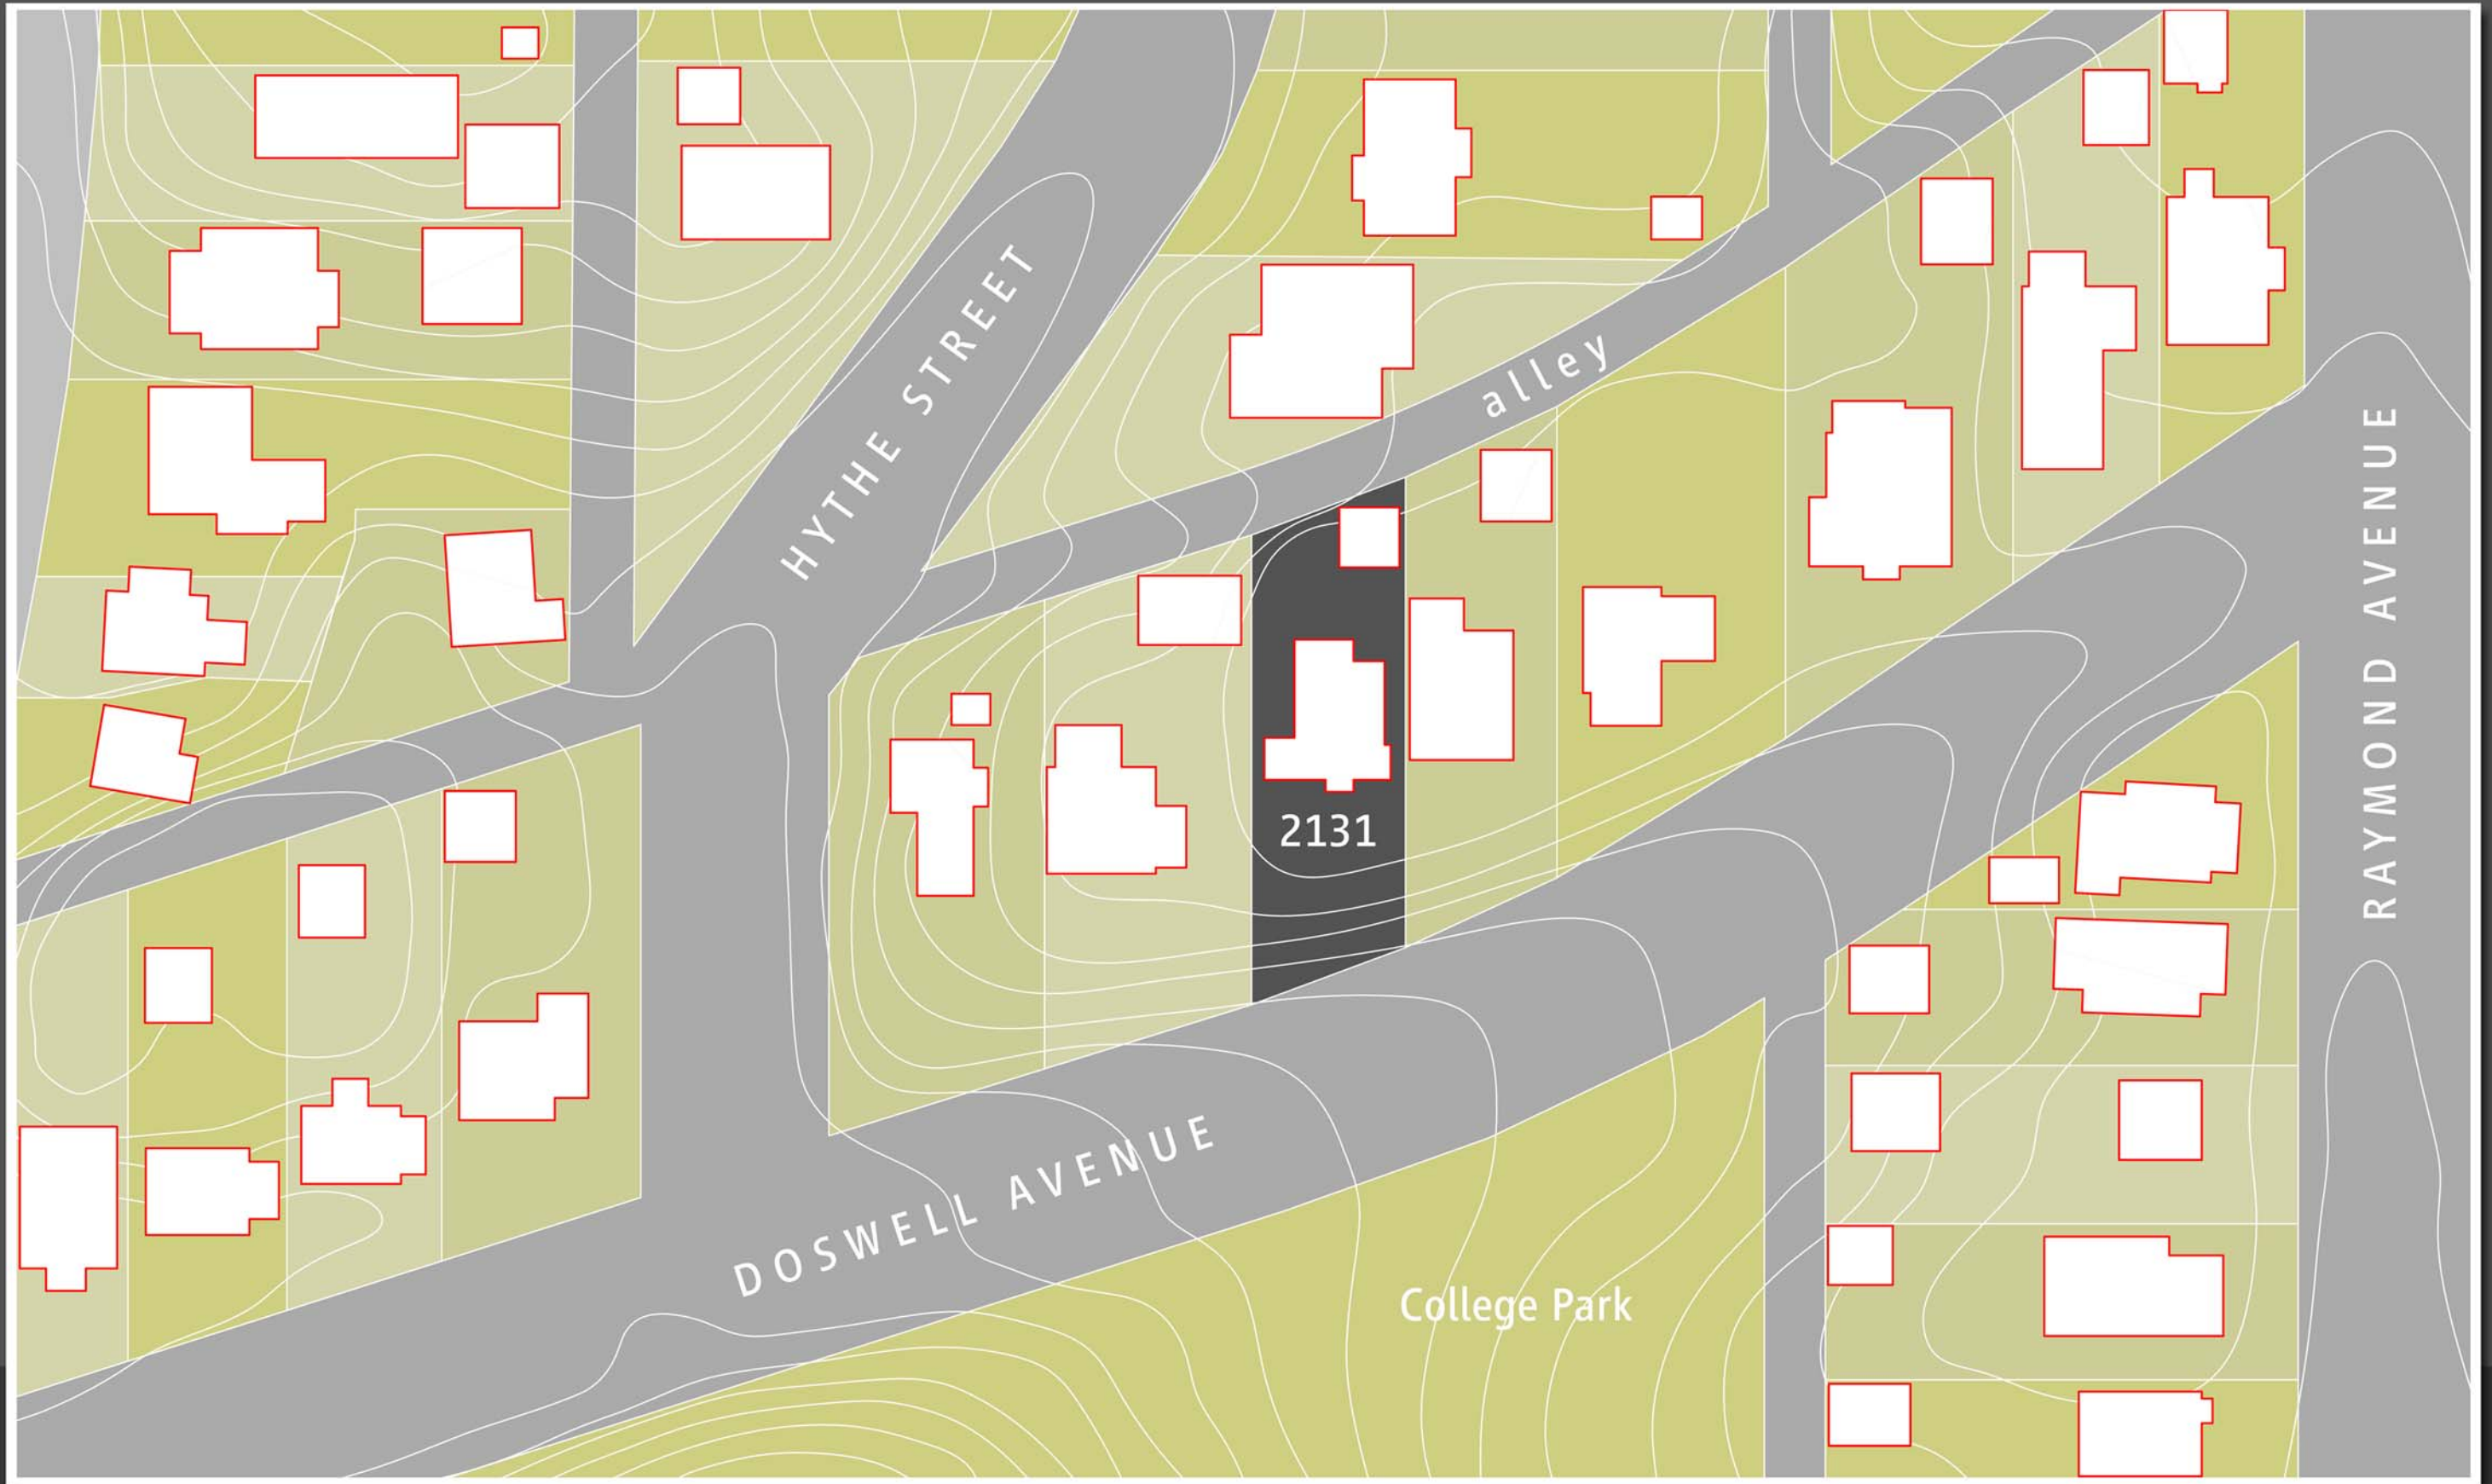 HYTHE STREET
alley
RAYMOND AVENUE
2131
DOSWELL AVENUE
College Park